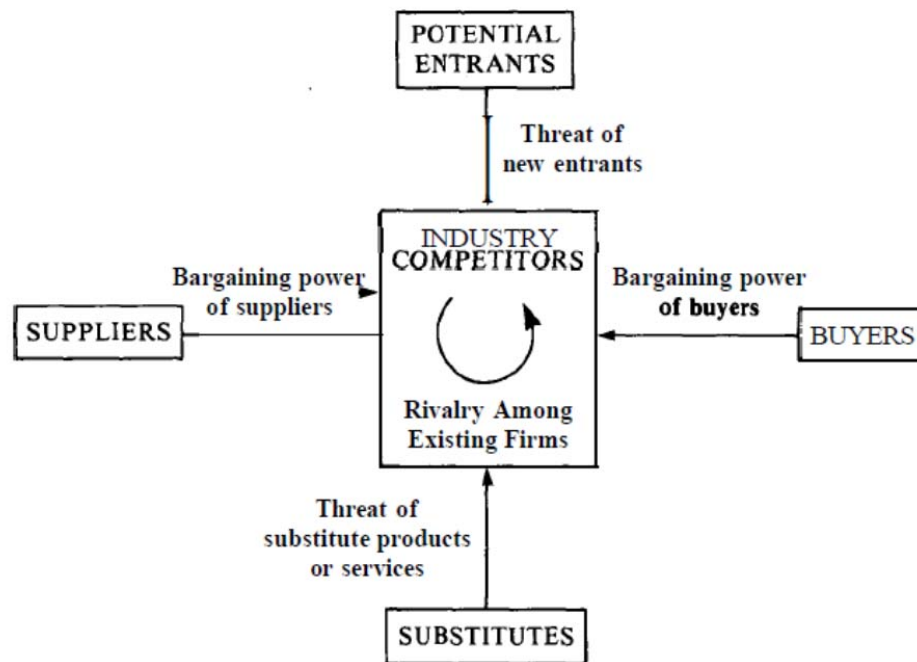 POTENTIAL
ENTRANTS
Threat of
new entrants
INDUSTRY
COMPETITORS
Bargaining power
of suppliers
Bargaining power
of buyers
SUPPLIERS
BUYERS
Rivalry Among
Existing Firms
Threat of
substitute products
or services
SUBSTITUTES